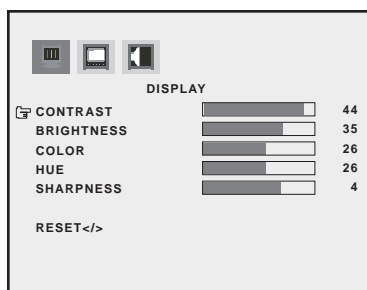 DISPLAY
CONTRAST 44
BRIGHTNESS 35
COLOR 26
HUE 26
SHARPNESS 4
RESET</>